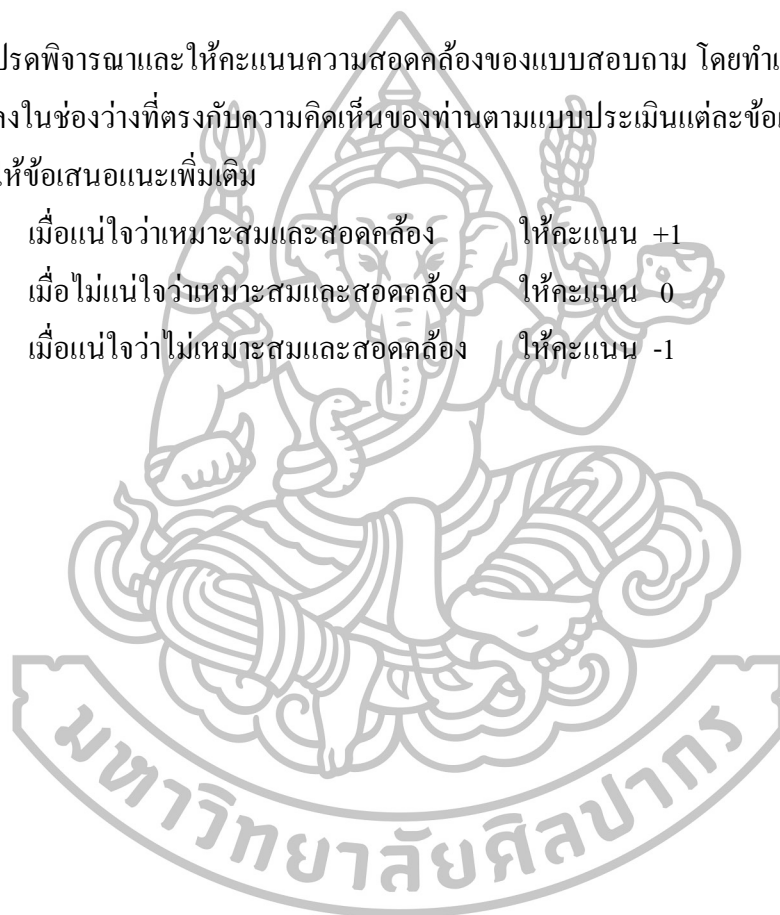 ปรดพิจารณาและให้คะแนนความสอดคล้องของแบบสอบถาม โดยทำ
ในช่องว่างที่ตรงกับความคิดเห็นของท่านตามแบบประเมินแต่ละข้อ
ห้ข้อเสนอแนะเพิ่มเติม
เมื่อแน่ใจว่าเหมาะสมและสอดคล้อง ให้คะแนน +1
เมื่อไม่แน่ใจว่าเหมาะสมและสอดคล้อง ให้คะแนน 0
เมื่อแน่ใจว่าไม่เหมาะสมและสอดคล้อง ให้คะแนน -1
มหาวิทยาลัยศิลปากร